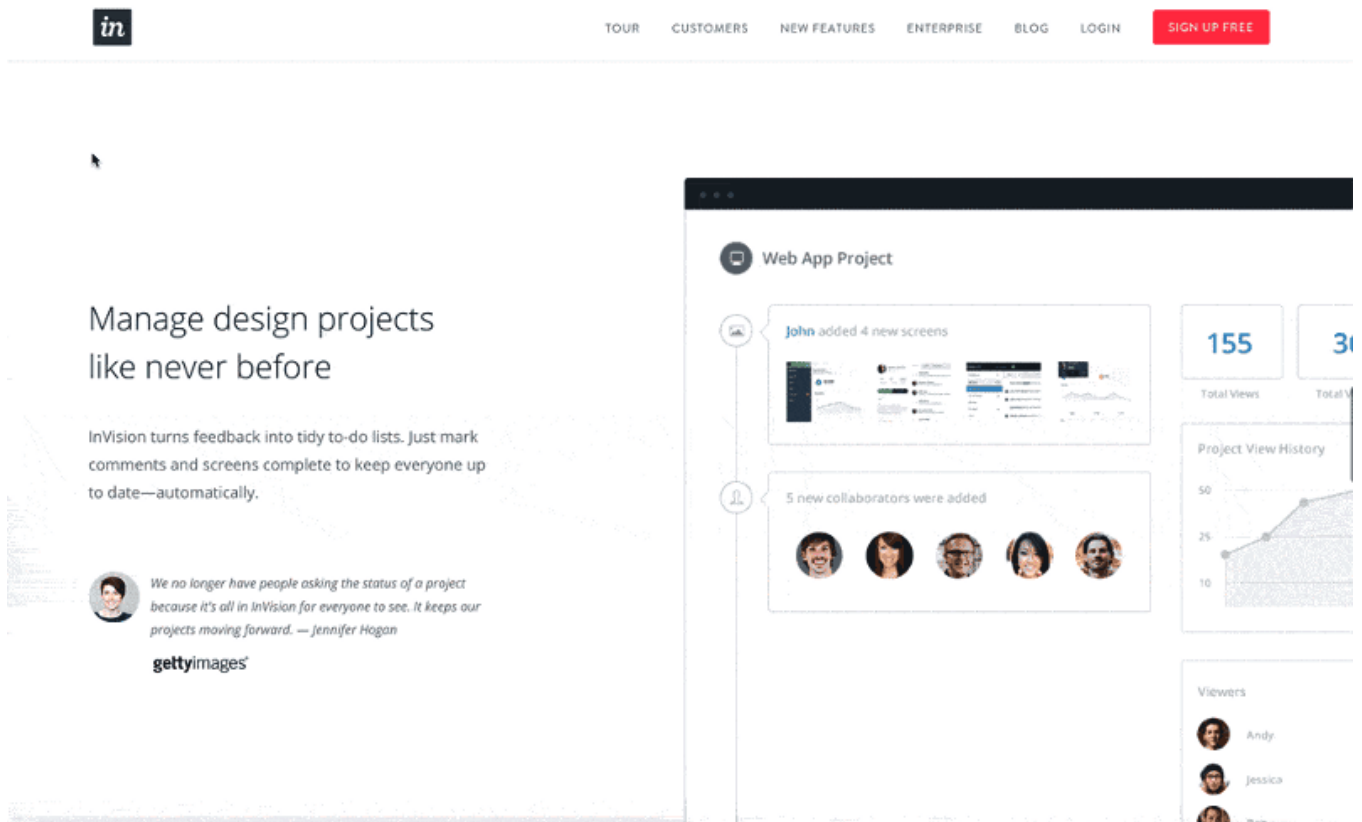 in
TOUR CUSTOMERS NEW FEATURES ENTERPRISE BLOG LOGIN SIGN UP FREE
Manage design projects
like never before
InVision turns feedback into tidy to-do lists. Just mark
comments and screens complete to keep everyone up
to date—automatically.
We no longer have people asking the status of a project
because it's all in InVision for everyone to see. It keeps our
projects moving forward. — Jennifer Hogan
gettyimages®
Web App Project
John added 4 new screens
5 new collaborators were added
155
Total Views
Total
Project View History
50
25
10
Viewers
Andy
Jessica